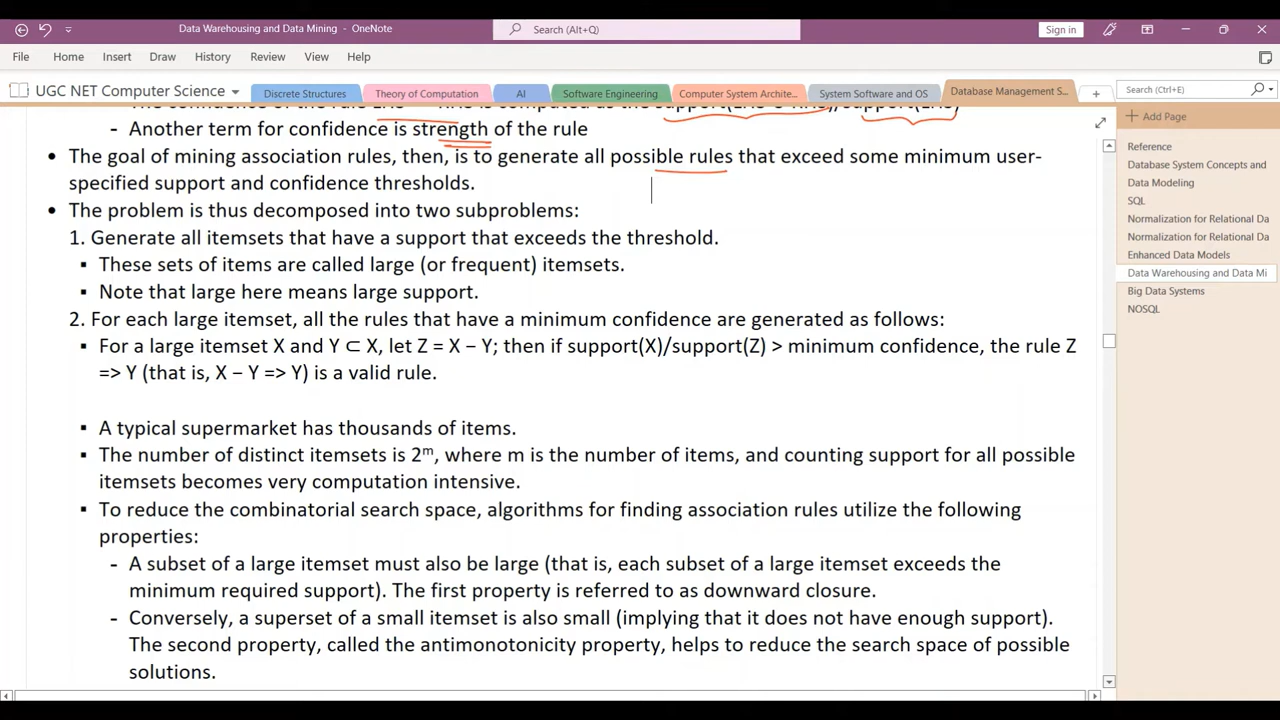 Data Warehousing and Data Mining - OneNote
Search (Alt+Q)
Sign in
File Home Insert Draw History Review View Help
UGC NET Computer Science
Discrete Structures
Theory of Computation
AI
Software Engineering
Computer System Archite...
System Software and OS
Database Management S...
+
Search (Ctrl+E)
The confidence of the rule LHS is computed as the support(LHS
- Another term for confidence is strength of the rule
• The goal of mining association rules, then, is to generate all possible rules that exceed some minimum user-
specified support and confidence thresholds.
• The problem is thus decomposed into two subproblems:
1. Generate all itemsets that have a support that exceeds the threshold.
▪ These sets of items are called large (or frequent) itemsets.
▪ Note that large here means large support.
2. For each large itemset, all the rules that have a minimum confidence are generated as follows:
▪ For a large itemset X and Y ⊂ X, let Z = X − Y; then if support(X)/support(Z) > minimum confidence, the rule Z
=> Y (that is, X − Y => Y) is a valid rule.
▪ A typical supermarket has thousands of items.
▪ The number of distinct itemsets is 2ᵐ, where m is the number of items, and counting support for all possible
itemsets becomes very computation intensive.
▪ To reduce the combinatorial search space, algorithms for finding association rules utilize the following
properties:
- A subset of a large itemset must also be large (that is, each subset of a large itemset exceeds the
minimum required support). The first property is referred to as downward closure.
- Conversely, a superset of a small itemset is also small (implying that it does not have enough support).
The second property, called the antimonotonicity property, helps to reduce the search space of possible
solutions.
+ Add Page
Reference
Database System Concepts and
Data Modeling
SQL
Normalization for Relational Da
Normalization for Relational Da
Enhanced Data Models
Data Warehousing and Data Mi
Big Data Systems
NOSQL